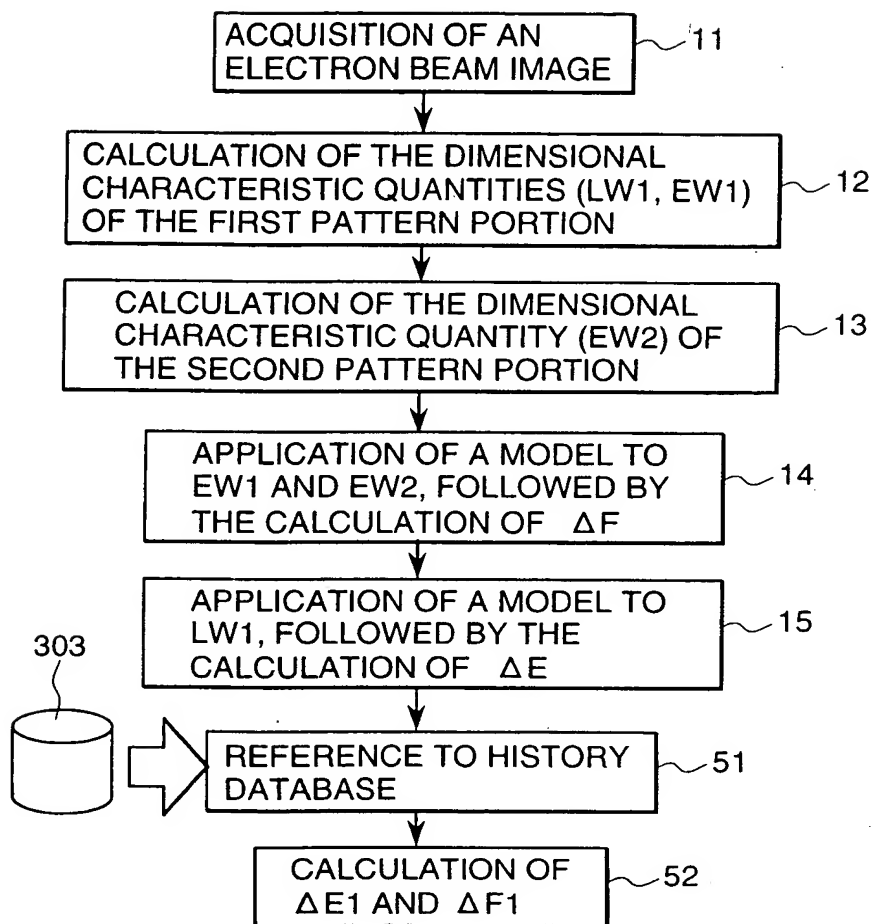 ACQUISITION OF AN
ELECTRON BEAM IMAGE
11
CALCULATION OF THE DIMENSIONAL
CHARACTERISTIC QUANTITIES (LW1, EW1)
OF THE FIRST PATTERN PORTION
12
CALCULATION OF THE DIMENSIONAL
CHARACTERISTIC QUANTITY (EW2) OF
THE SECOND PATTERN PORTION
13
APPLICATION OF A MODEL TO
EW1 AND EW2, FOLLOWED BY
THE CALCULATION OF ΔF
14
APPLICATION OF A MODEL TO
LW1, FOLLOWED BY THE
CALCULATION OF ΔE
15
303
REFERENCE TO HISTORY
DATABASE
51
CALCULATION OF
ΔE1 AND ΔF1
52